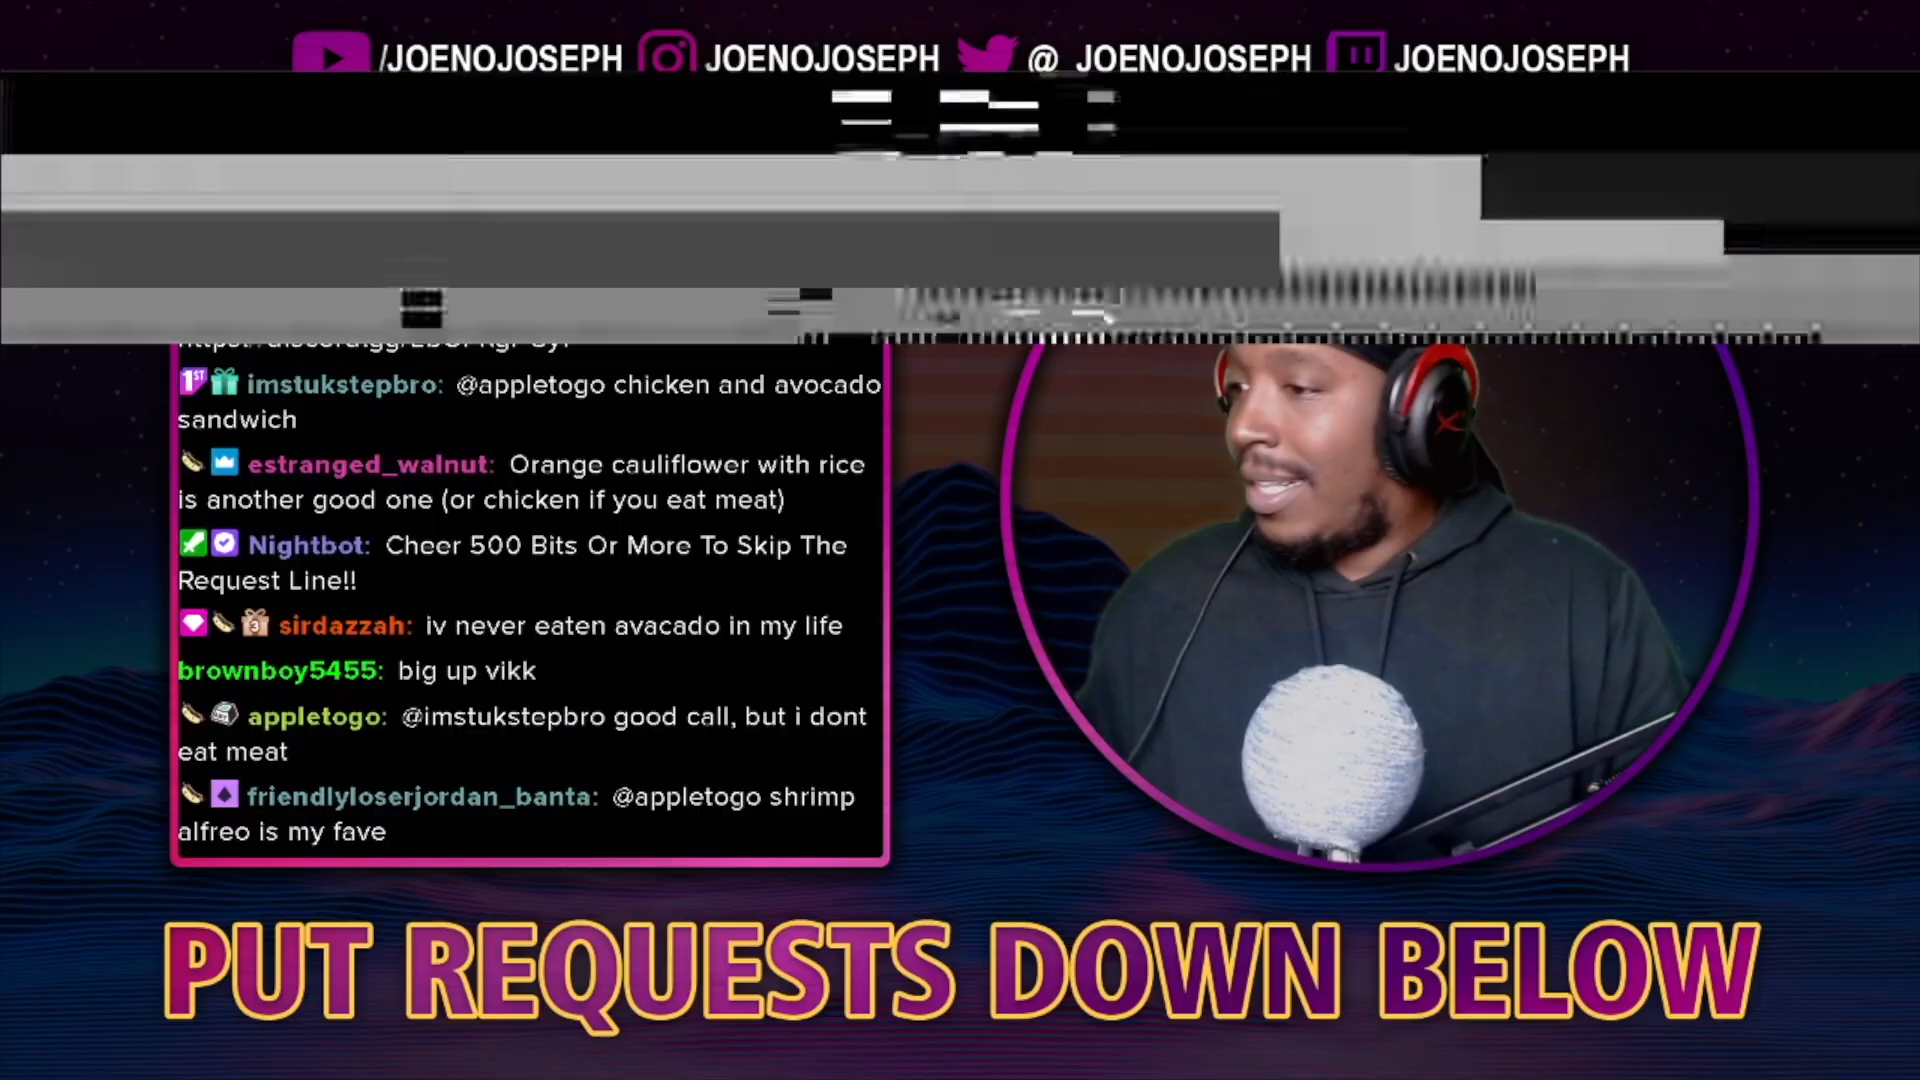 /JOENOJOSEPH JOENOJOSEPH @_JOENOJOSEPH JOENOJOSEPH
1ST imstukstepbro: @appletogo chicken and avocado
sandwich
estranged_walnut: Orange cauliflower with rice
is another good one (or chicken if you eat meat)
Nightbot: Cheer 500 Bits Or More To Skip The
Request Line!!
3 sirdazzah: iv never eaten avacado in my life
brownboy5455: big up vikk
appletogo: @imstukstepbro good call, but i dont
eat meat
friendlyloserjordan_banta: @appletogo shrimp
alfreo is my fave
PUT REQUESTS DOWN BELOW